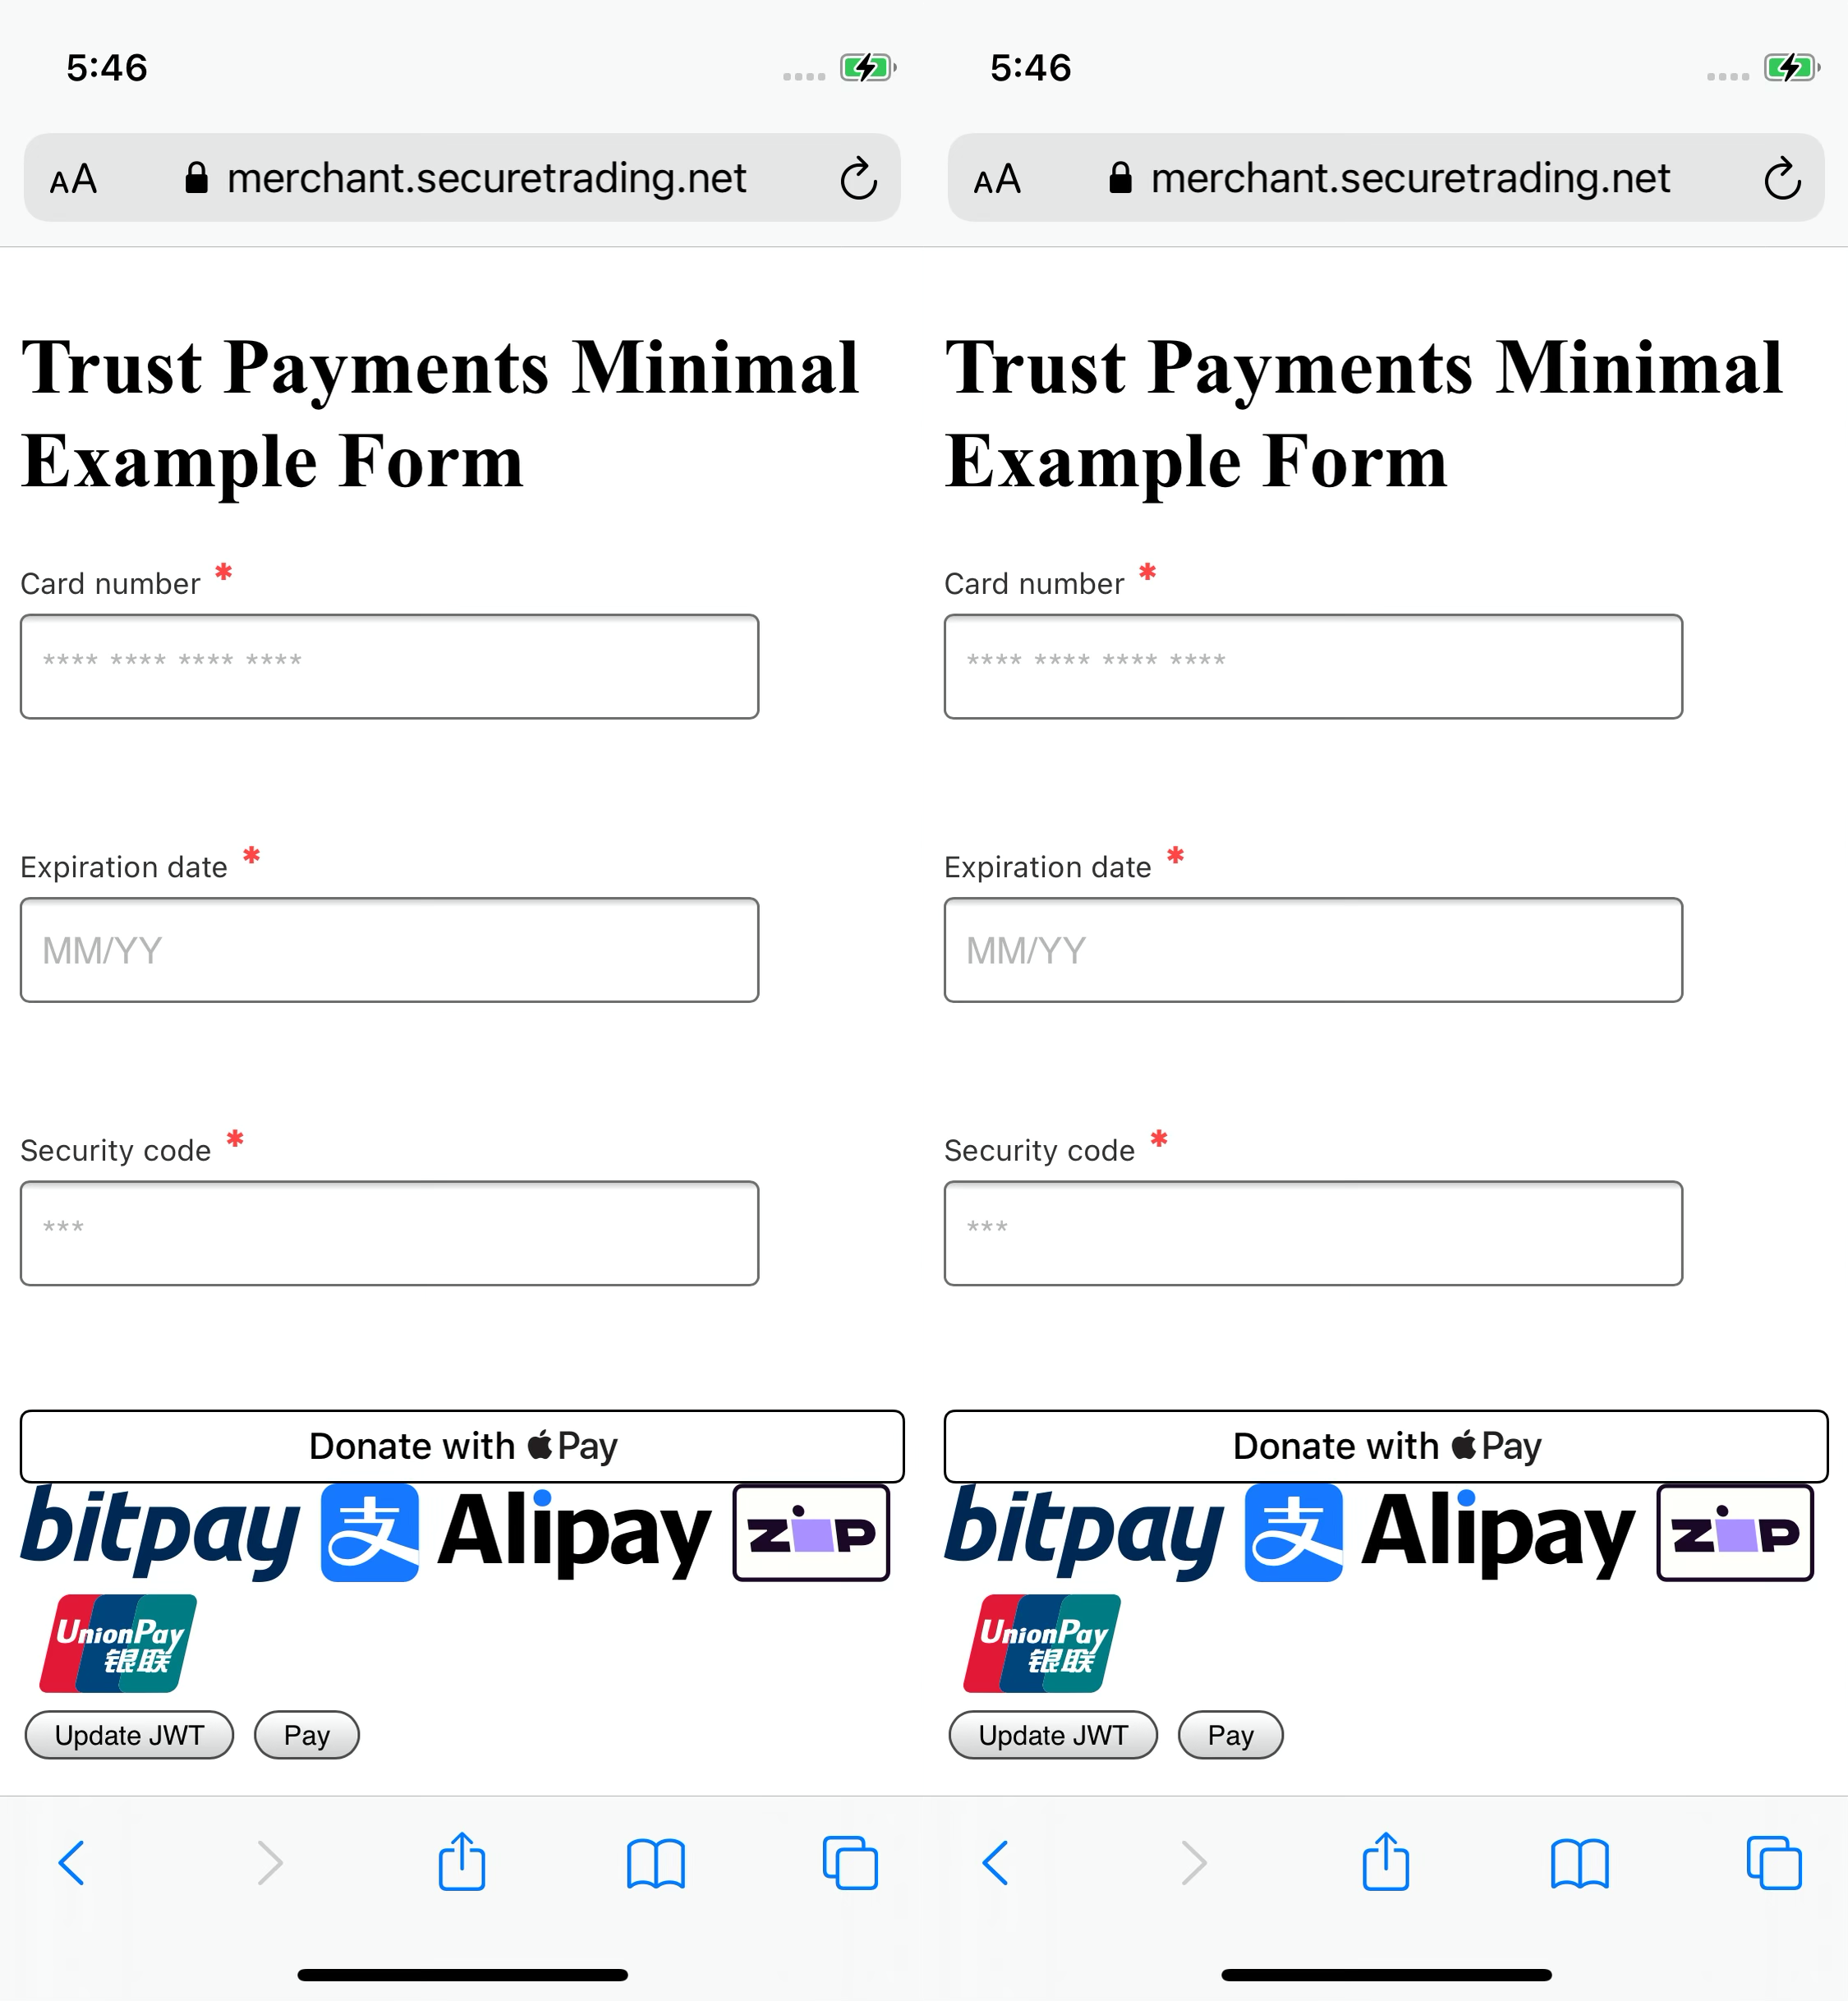 5:46
AA merchant.securetrading.net
Trust Payments Minimal
Example Form
Card number *
**** **** **** ****
Expiration date *
MM/YY
Security code *
***
Donate with Pay
bitpay 支 Alipay zip
UnionPay
银联
Update JWT Pay
5:46
AA merchant.securetrading.net
Trust Payments Minimal
Example Form
Card number *
**** **** **** ****
Expiration date *
MM/YY
Security code *
***
Donate with Pay
bitpay 支 Alipay zip
UnionPay
银联
Update JWT Pay